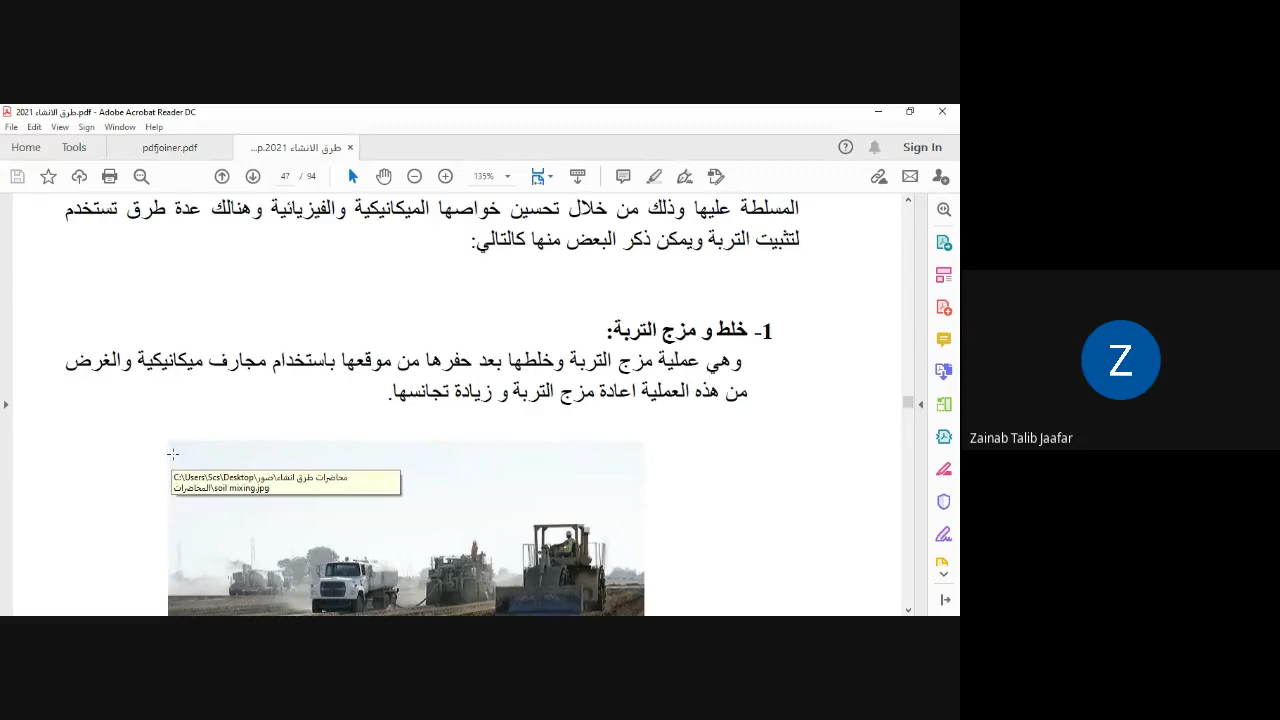 طرق الانشاء 2021.pdf - Adobe Acrobat Reader DC
File Edit View Sign Window Help
Home Tools pdfjoiner.pdf طرق الانشاء 2021.p... × Sign In
47 / 94 135%
المسلطة عليها وذلك من خلال تحسين خواصها الميكانيكية والفيزيائية وهنالك عدة طرق تستخدم
لتثبيت التربة ويمكن ذكر البعض منها كالتالي:
1- خلط و مزج التربة:
وهي عملية مزج التربة وخلطها بعد حفرها من موقعها باستخدام مجارف ميكانيكية والغرض
من هذه العملية اعادة مزج التربة و زيادة تجانسها.
C:\Users\Scs\Desktop\محاضرات طرق انشاء\صور
المحاضرات\soil mixing.jpg
Z
Zainab Talib Jaafar